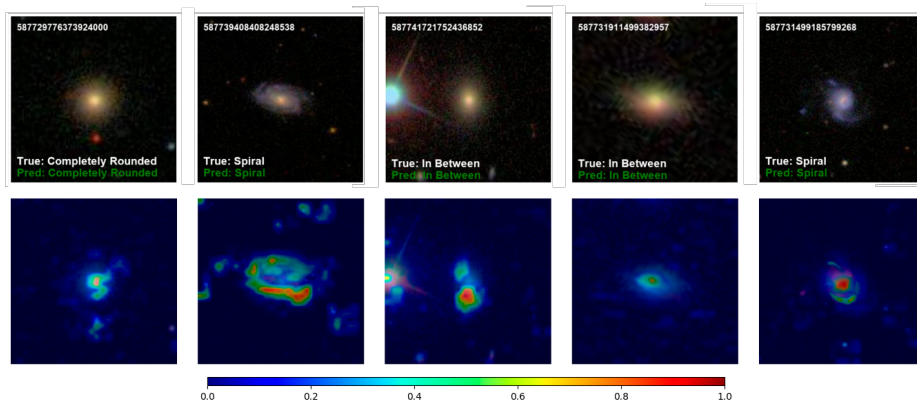 587729776373924000
587739408408248538
587741721752436852
587731911499382957
587731499185799268
True: Completely Rounded
Pred: Completely Rounded
True: Spiral
Pred: Spiral
True: In Between
Pred: In Between
True: In Between
Pred: In Between
True: Spiral
Pred: Spiral
0.0 0.2 0.4 0.6 0.8 1.0